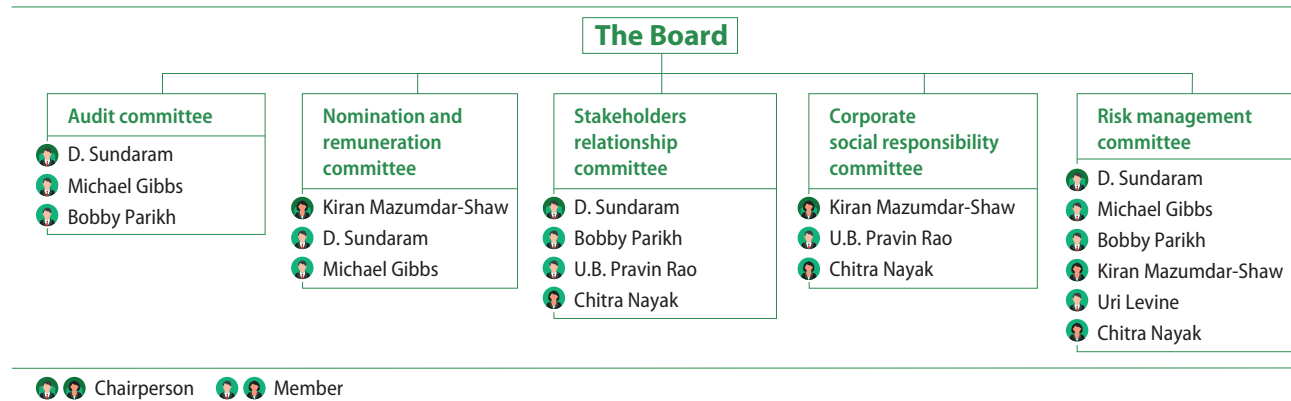 The Board
Audit committee
D. Sundaram
Michael Gibbs
Bobby Parikh
Nomination and
remuneration
committee
Kiran Mazumdar-Shaw
D. Sundaram
Michael Gibbs
Stakeholders
relationship
committee
D. Sundaram
Bobby Parikh
U.B. Pravin Rao
Chitra Nayak
Corporate
social responsibility
committee
Kiran Mazumdar-Shaw
U.B. Pravin Rao
Chitra Nayak
Risk management
committee
D. Sundaram
Michael Gibbs
Bobby Parikh
Kiran Mazumdar-Shaw
Uri Levine
Chitra Nayak
Chairperson Member